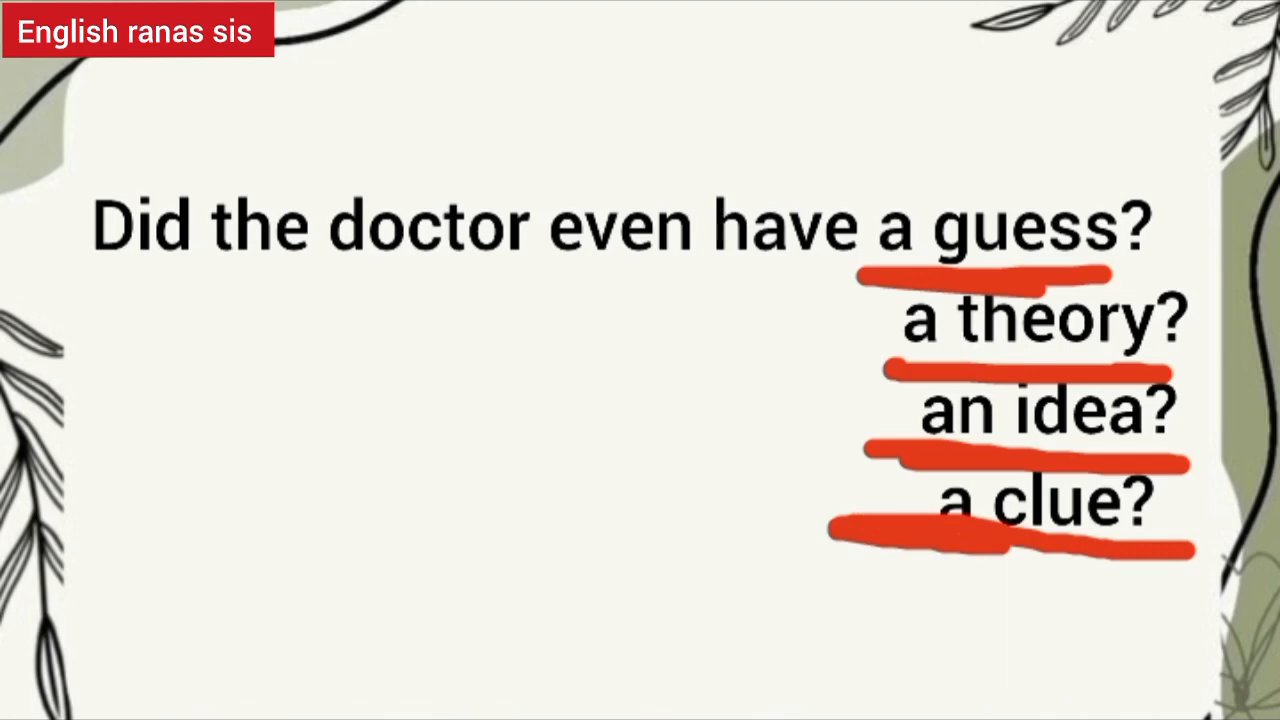 English ranas sis
Did the doctor even have a guess?
a theory?
an idea?
a clue?